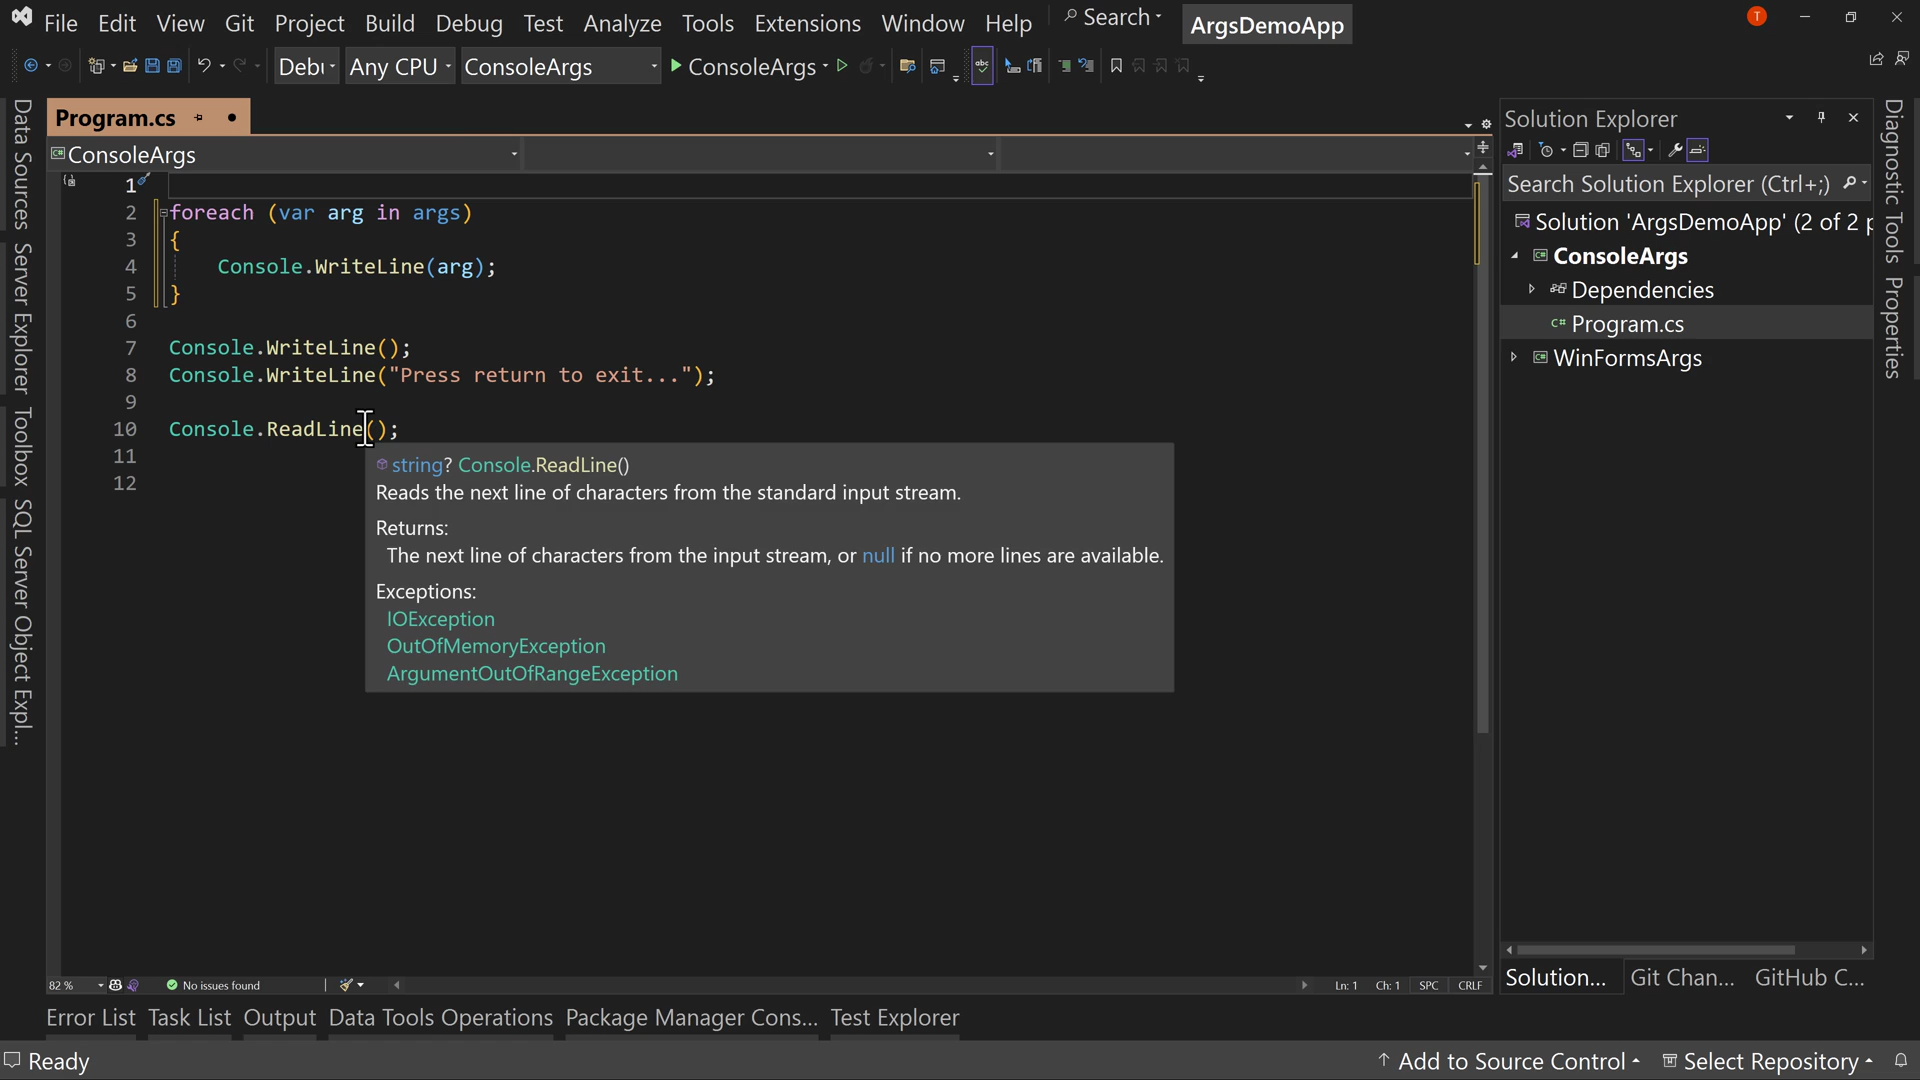 File Edit View Git Project Build Debug Test Analyze Tools Extensions Window Help Search ArgsDemoApp
T
Any CPU ConsoleArgs ConsoleArgs
Program.cs
ConsoleArgs
1
2 foreach (var arg in args)
3 {
4 Console.WriteLine(arg);
5 }
6
7 Console.WriteLine();
8 Console.WriteLine("Press return to exit...");
9
10 Console.ReadLine();
11
12
string? Console.ReadLine()
Reads the next line of characters from the standard input stream.
Returns:
The next line of characters from the input stream, or null if no more lines are available.
Exceptions:
IOException
OutOfMemoryException
ArgumentOutOfRangeException
Data Sources
Server Explorer
Toolbox
SQL Server Object Expl...
Solution Explorer
Search Solution Explorer (Ctrl+;)
Solution 'ArgsDemoApp' (2 of 2 p
ConsoleArgs
Dependencies
Program.cs
WinFormsArgs
Diagnostic Tools
Properties
82 % No issues found Ln: 1 Ch: 1 SPC CRLF
Solution... Git Chan... GitHub C...
Error List Task List Output Data Tools Operations Package Manager Cons... Test Explorer
Ready Add to Source Control Select Repository